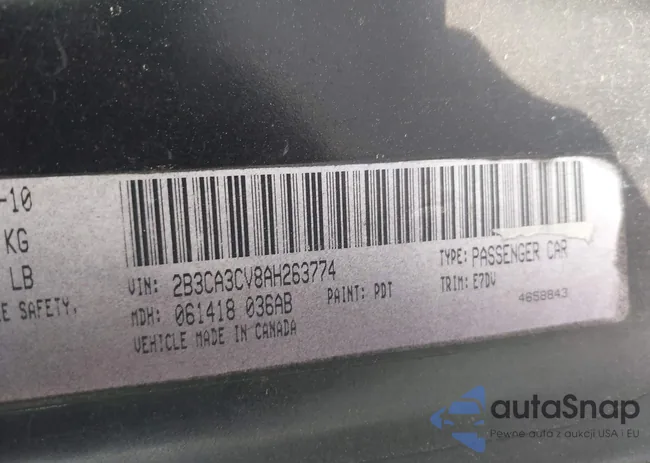 -10
KG
LB
E SAFETY,
VIN: 2B3CA3CV8AH263774
TYPE: PASSENGER CAR
MDH: 061418 036AB
PAINT: PDT
TRIM: E7DV
VEHICLE MADE IN CANADA
4658843
autaSnap
Pewne auta z aukcji USA i EU